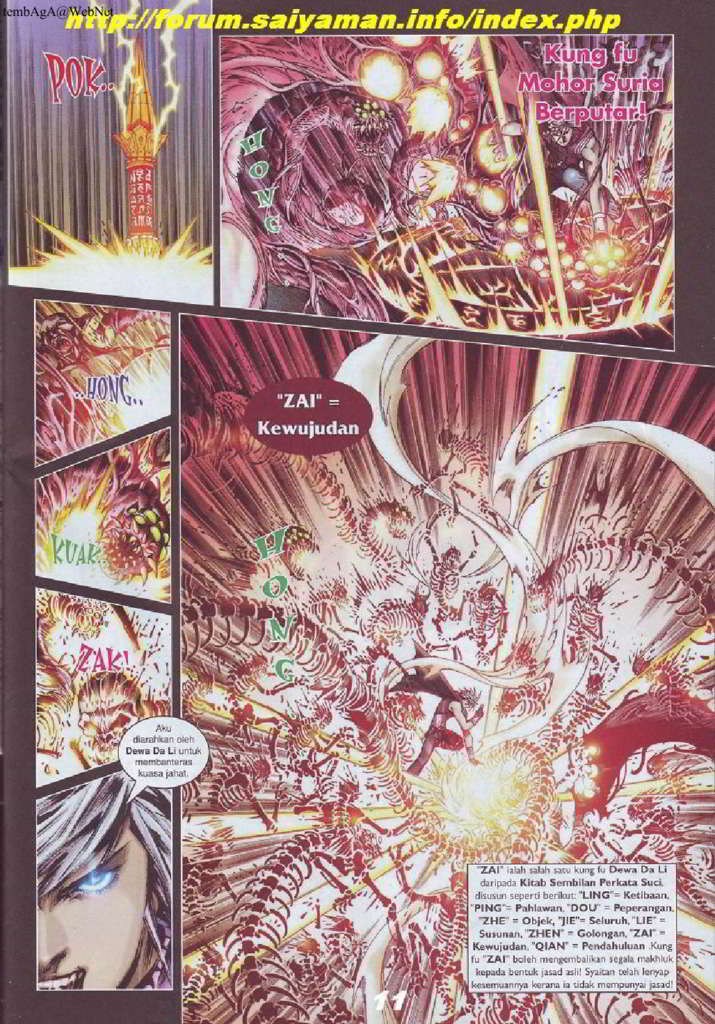 tembAgA@WebNet
http://forum.saiyaman.info/index.php
POK..
Kung fu
Mohor Suria
Berputar!
HONG...
..HONG..
"ZAI" =
Kewujudan
KUAK
HONG
ZAK!
Aku
diarahkan oleh
Dewa Da Li untuk
membanteras
kuasa jahat.
"ZAI" ialah salah satu kung fu Dewa Da Li
daripada Kitab Sembilan Perkata Suci,
disusun seperti berikut: "LING"= Ketibaan,
"PING"= Pahlawan, "DOU" = Peperangan,
"ZHE" = Objek, "JIE"= Seluruh, "LIE" =
Susunan, "ZHEN" = Golongan, "ZAI" =
Kewujudan, "QIAN" = Pendahuluan .Kung
fu "ZAI" boleh mengembalikan segala makhluk
kepada bentuk jasad asli! Syaitan telah lenyap
kesemuannya kerana ia tidak mempunyai jasad!
11